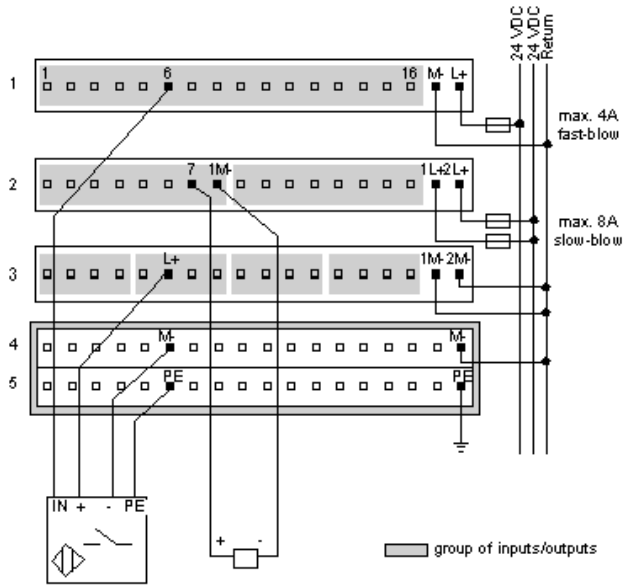 24 VDC
24 VDC
Return
1
1 6 16 M- L+
max. 4A
fast-blow
2
7 1M- 1L+2L+
max. 8A
slow-blow
3
L+ 1M-2M-
4
M- M-
5
PE PE
IN + - PE
+ -
group of inputs/outputs